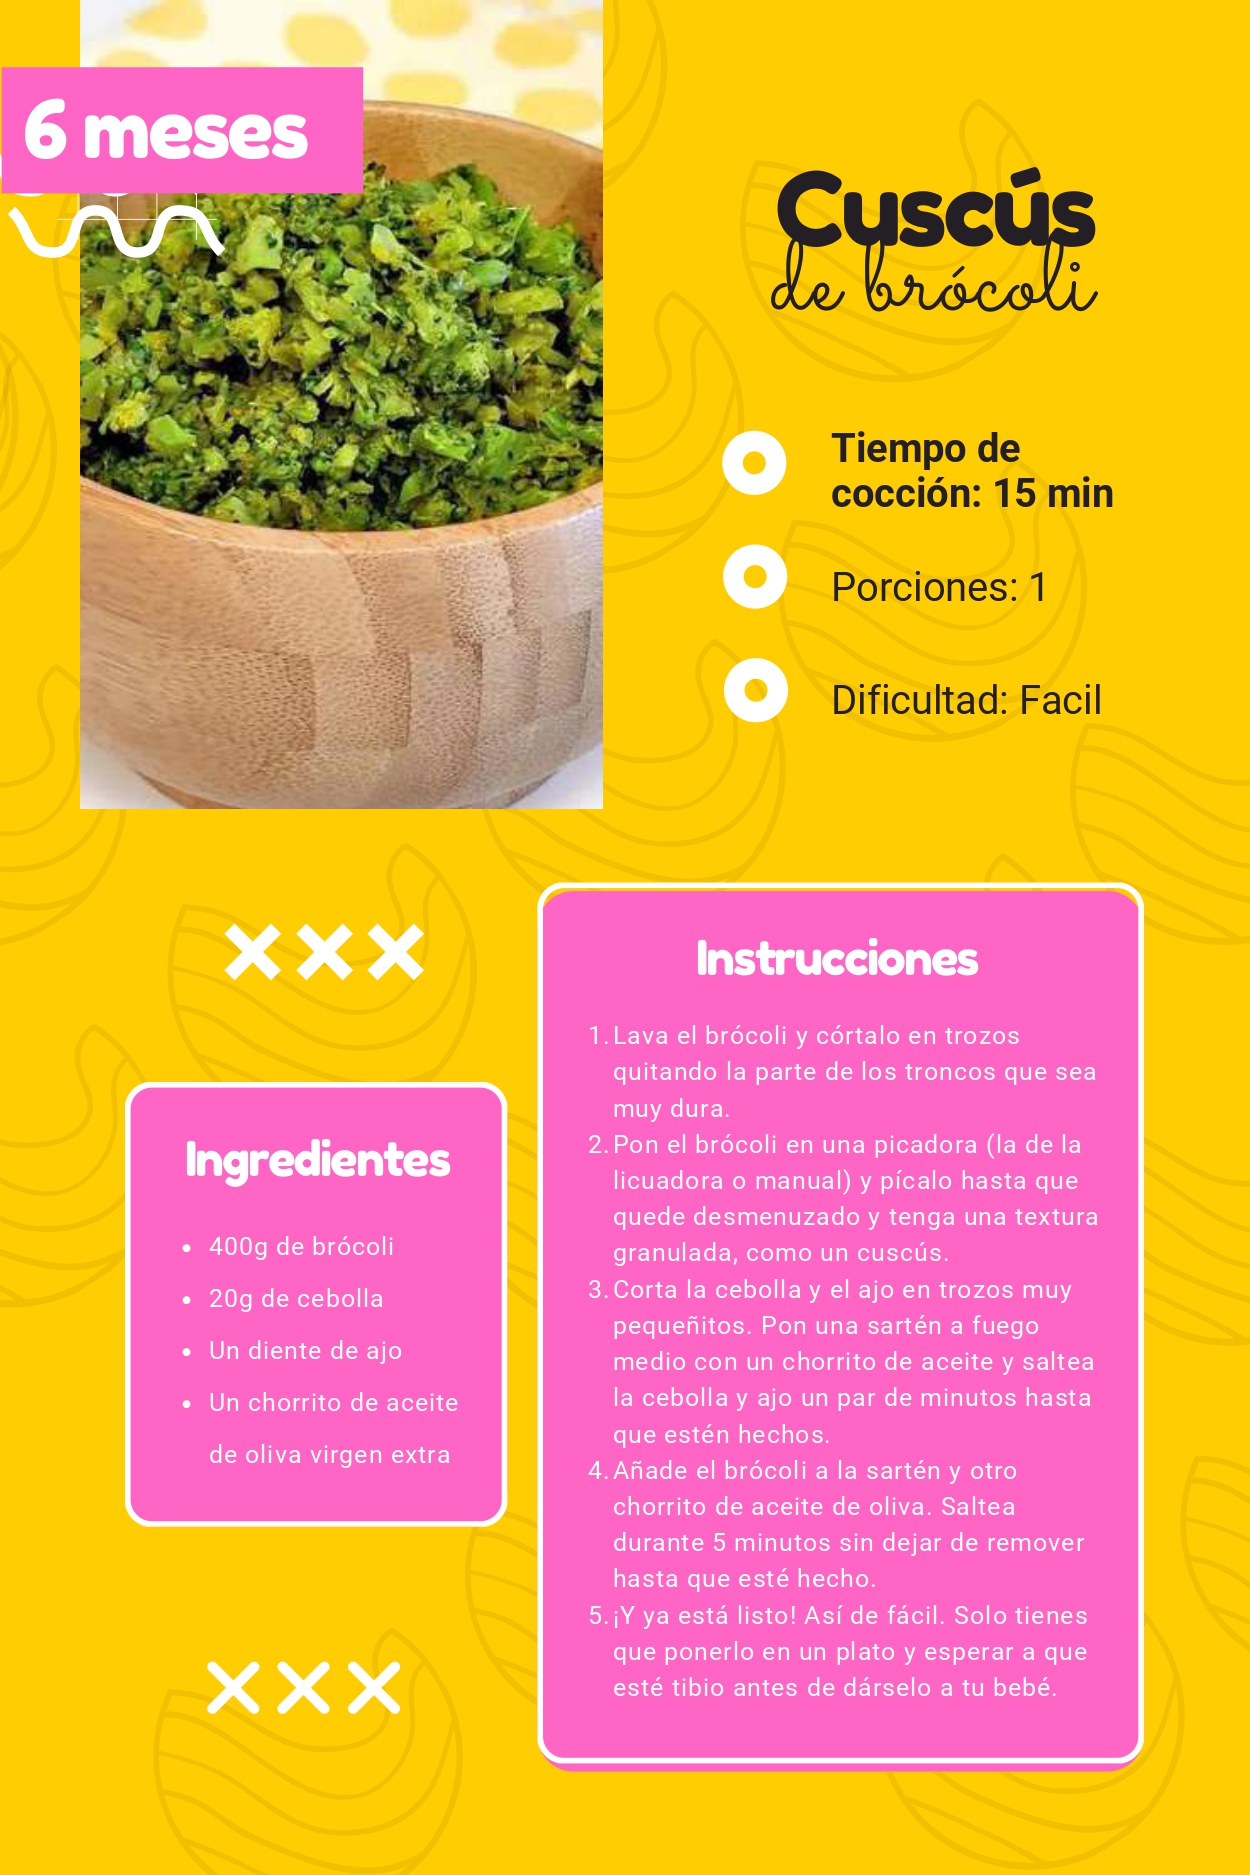 6 meses
Cuscús
de brócoli
Tiempo de
cocción: 15 min
Porciones: 1
Dificultad: Facil
Ingredientes
• 400g de brócoli
• 20g de cebolla
• Un diente de ajo
• Un chorrito de aceite
de oliva virgen extra
Instrucciones
1. Lava el brócoli y córtalo en trozos
quitando la parte de los troncos que sea
muy dura.
2. Pon el brócoli en una picadora (la de la
licuadora o manual) y pícalo hasta que
quede desmenuzado y tenga una textura
granulada, como un cuscús.
3. Corta la cebolla y el ajo en trozos muy
pequeñitos. Pon una sartén a fuego
medio con un chorrito de aceite y saltea
la cebolla y ajo un par de minutos hasta
que estén hechos.
4. Añade el brócoli a la sartén y otro
chorrito de aceite de oliva. Saltea
durante 5 minutos sin dejar de remover
hasta que esté hecho.
5. ¡Y ya está listo! Así de fácil. Solo tienes
que ponerlo en un plato y esperar a que
esté tibio antes de dárselo a tu bebé.